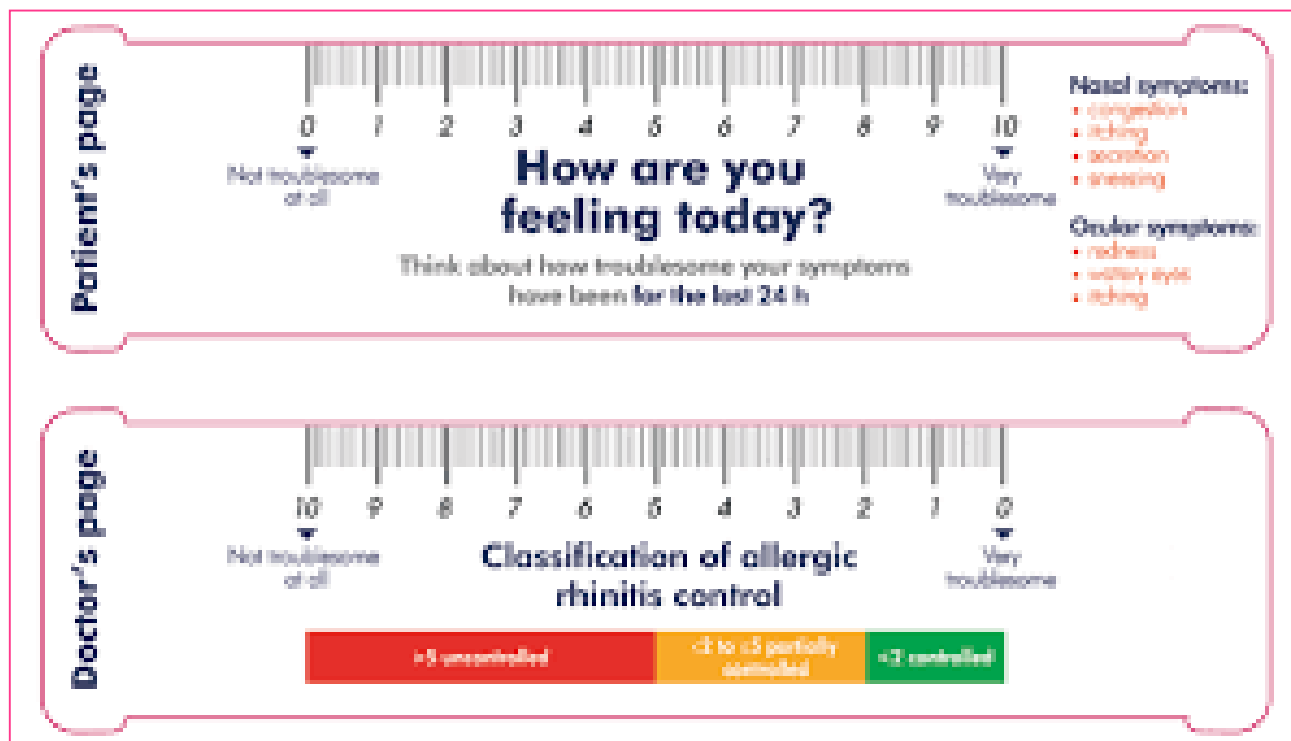 Patient's page
0 1 2 3 4 5 6 7 8 9 10
Not troublesome
at all
Very
troublesome
How are you
feeling today?
Think about how troublesome your symptoms
have been for the last 24 h
Nasal symptoms:
• congestion
• itching
• secretion
• sneezing
Ocular symptoms:
• redness
• watery eyes
• itching
Doctor's page
10 9 8 7 6 5 4 3 2 1 0
Not troublesome
at all
Very
troublesome
Classification of allergic
rhinitis control
>5 uncontrolled
2 to ≤5 partially
controlled
<2 controlled